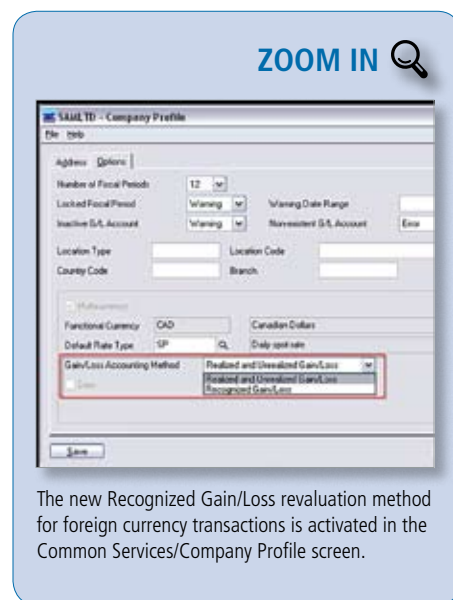 ZOOM IN
SAMLTD - Company Profile
File Help
Address Options
Number of Fiscal Periods 12
Locked Fiscal Period Warning Warning Date Range
Inactive G/L Account Warning Nonexistent G/L Account Error
Location Type Location Code
Country Code Branch
Multicurrency
Functional Currency CAD Canadian Dollars
Default Rate Type SP Daily spot rate
Gain/Loss Accounting Method Realized and Unrealized Gain/Loss
Realized and Unrealized Gain/Loss
Recognized Gain/Loss
Save
The new Recognized Gain/Loss revaluation method
for foreign currency transactions is activated in the
Common Services/Company Profile screen.